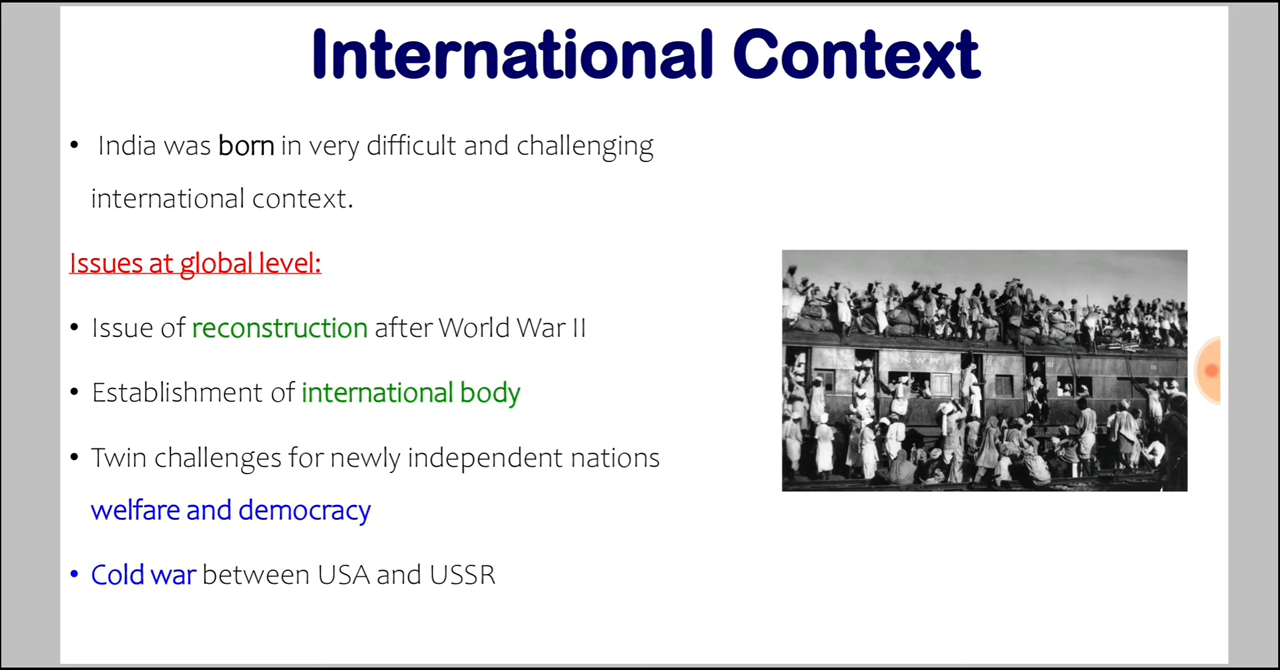 International Context
• India was born in very difficult and challenging
international context.
Issues at global level:
• Issue of reconstruction after World War II
• Establishment of international body
• Twin challenges for newly independent nations
welfare and democracy
• Cold war between USA and USSR